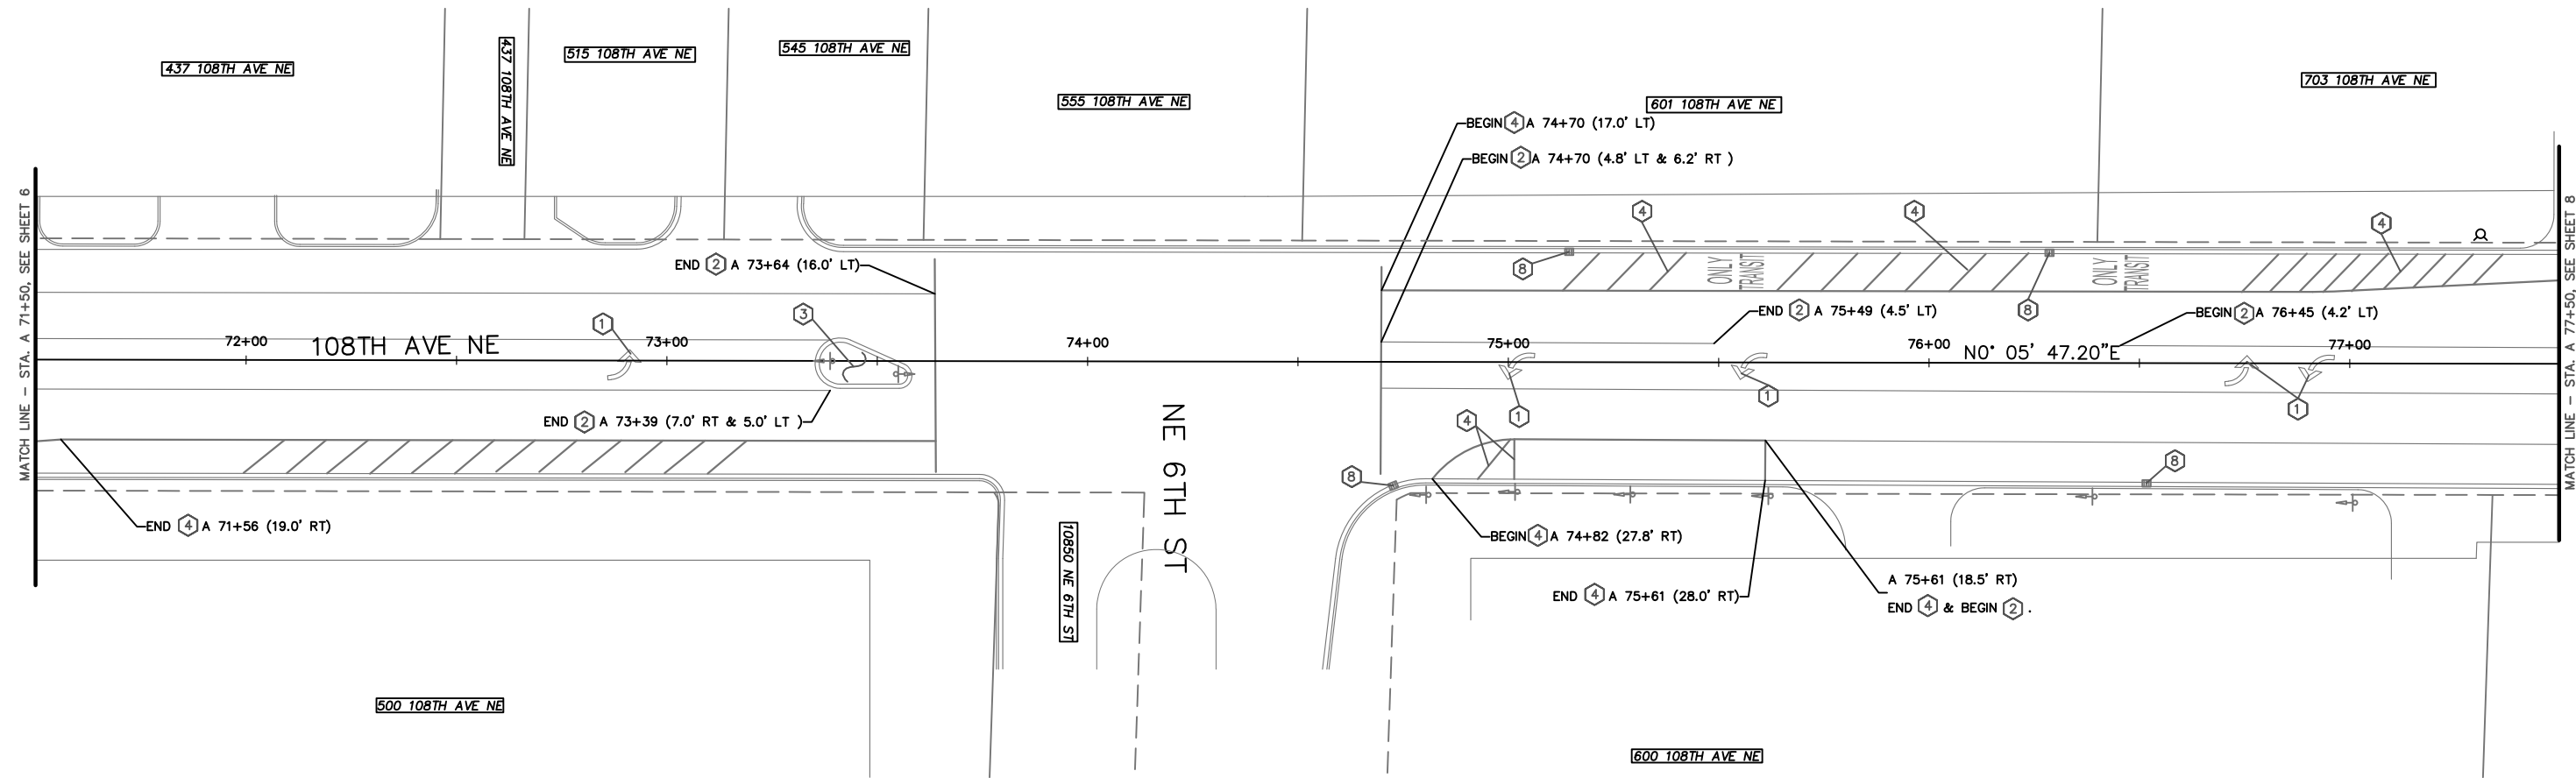 437 108TH AVE NE
437 108TH AVE NE
515 108TH AVE NE
545 108TH AVE NE
555 108TH AVE NE
601 108TH AVE NE
703 108TH AVE NE
BEGIN 4 A 74+70 (17.0' LT)
BEGIN 2 A 74+70 (4.8' LT & 6.2' RT )
MATCH LINE - STA. A 71+50, SEE SHEET 6
MATCH LINE - STA. A 77+50, SEE SHEET 8
4
4
4
END 2 A 73+64 (16.0' LT)
8
ONLY
TRANSIT
8
ONLY
TRANSIT
1
3
END 2 A 75+49 (4.5' LT)
BEGIN 2 A 76+45 (4.2' LT)
72+00
108TH AVE NE
73+00
74+00
75+00
76+00
N0° 05' 47.20"E
77+00
END 2 A 73+39 (7.0' RT & 5.0' LT )
1
1
1
4
NE 6TH ST
8
8
END 4 A 71+56 (19.0' RT)
BEGIN 4 A 74+82 (27.8' RT)
10850 NE 6TH ST
END 4 A 75+61 (28.0' RT)
A 75+61 (18.5' RT)
END 4 & BEGIN 2 .
500 108TH AVE NE
600 108TH AVE NE